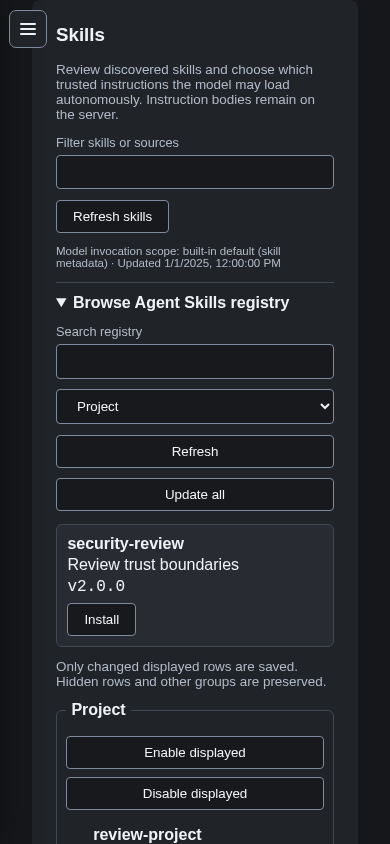 Skills
Review discovered skills and choose which
trusted instructions the model may load
autonomously. Instruction bodies remain on
the server.
Filter skills or sources
Refresh skills
Model invocation scope: built-in default (skill
metadata) · Updated 1/1/2025, 12:00:00 PM
▼ Browse Agent Skills registry
Search registry
Project
Refresh
Update all
security-review
Review trust boundaries
v2.0.0
Install
Only changed displayed rows are saved.
Hidden rows and other groups are preserved.
Project
Enable displayed
Disable displayed
review-project